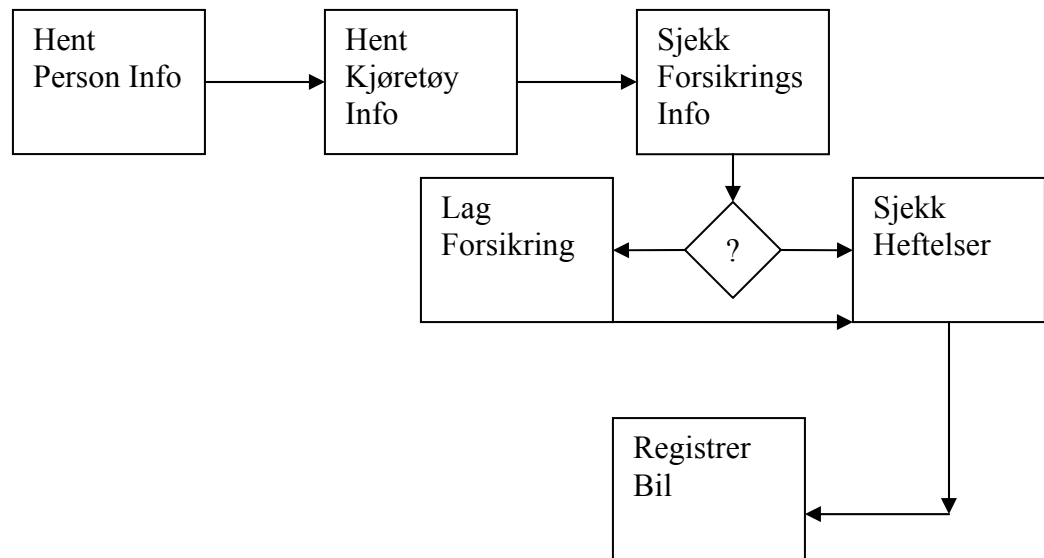 Hent
Person Info
Hent
Kjøretøy
Info
Sjekk
Forsikrings
Info
Lag
Forsikring
?
Sjekk
Heftelser
Registrer
Bil